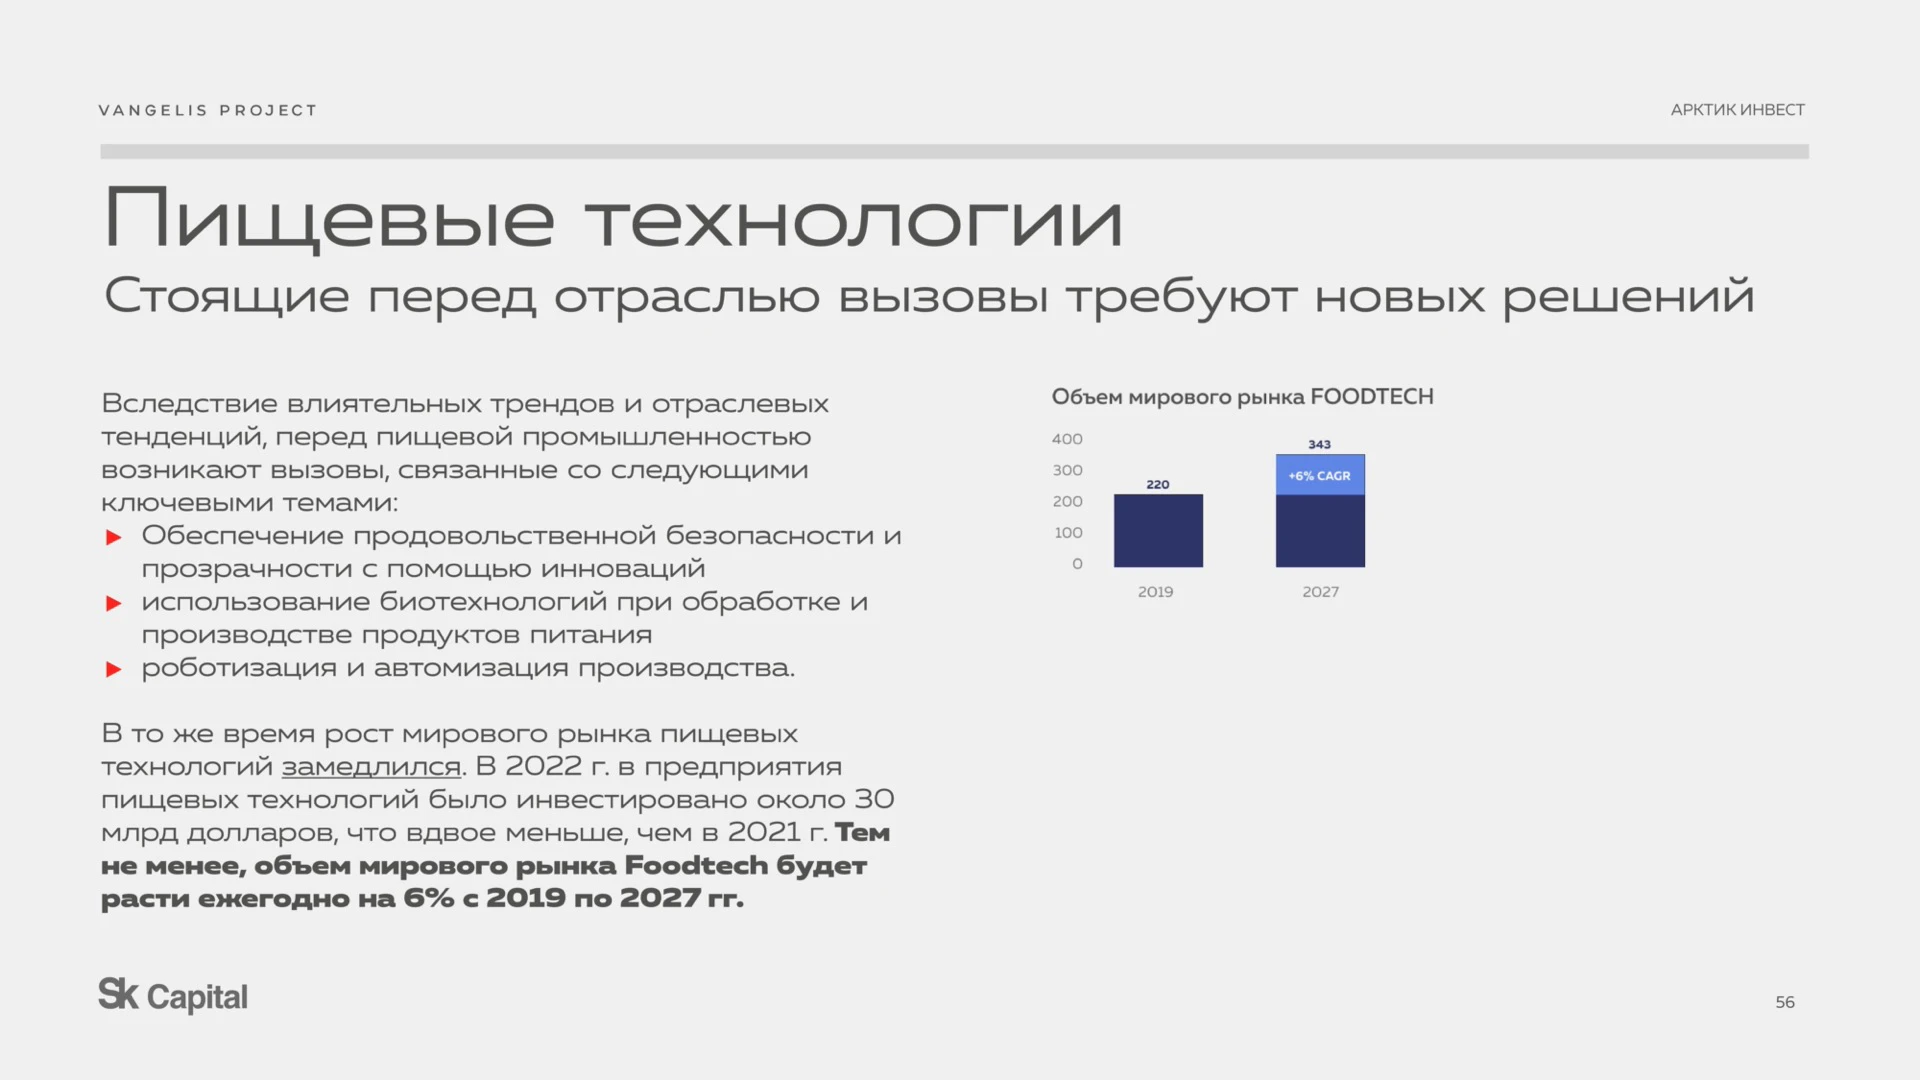 VANGELIS PROJECT
АРКТИК ИНВЕСТ
Пищевые технологии
Стоящие перед отраслью вызовы требуют новых решений
Вследствие влиятельных трендов и отраслевых
тенденций, перед пищевой промышленностью
возникают вызовы, связанные со следующими
ключевыми темами:
► Обеспечение продовольственной безопасности и
прозрачности с помощью инноваций
► использование биотехнологий при обработке и
производстве продуктов питания
► роботизация и автомизация производства.
В то же время рост мирового рынка пищевых
технологий замедлился. В 2022 г. в предприятия
пищевых технологий было инвестировано около 30
млрд долларов, что вдвое меньше, чем в 2021 г. Тем
не менее, объем мирового рынка Foodtech будет
расти ежегодно на 6% с 2019 по 2027 гг.
Объем мирового рынка FOODTECH
400
300
200
100
0
220
343
+6% CAGR
2019
2027
Sk Capital
56